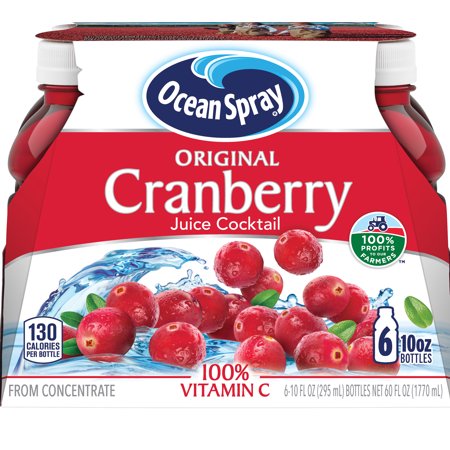 Ocean Spray
®
ORIGINAL
Cranberry
Juice Cocktail
100%
PROFITS
TO OUR
FARMERS
™
130
CALORIES
PER BOTTLE
6 10oz
BOTTLES
100%
VITAMIN C
FROM CONCENTRATE
6-10 FL OZ (295 mL) BOTTLES NET 60 FL OZ (1770 mL)